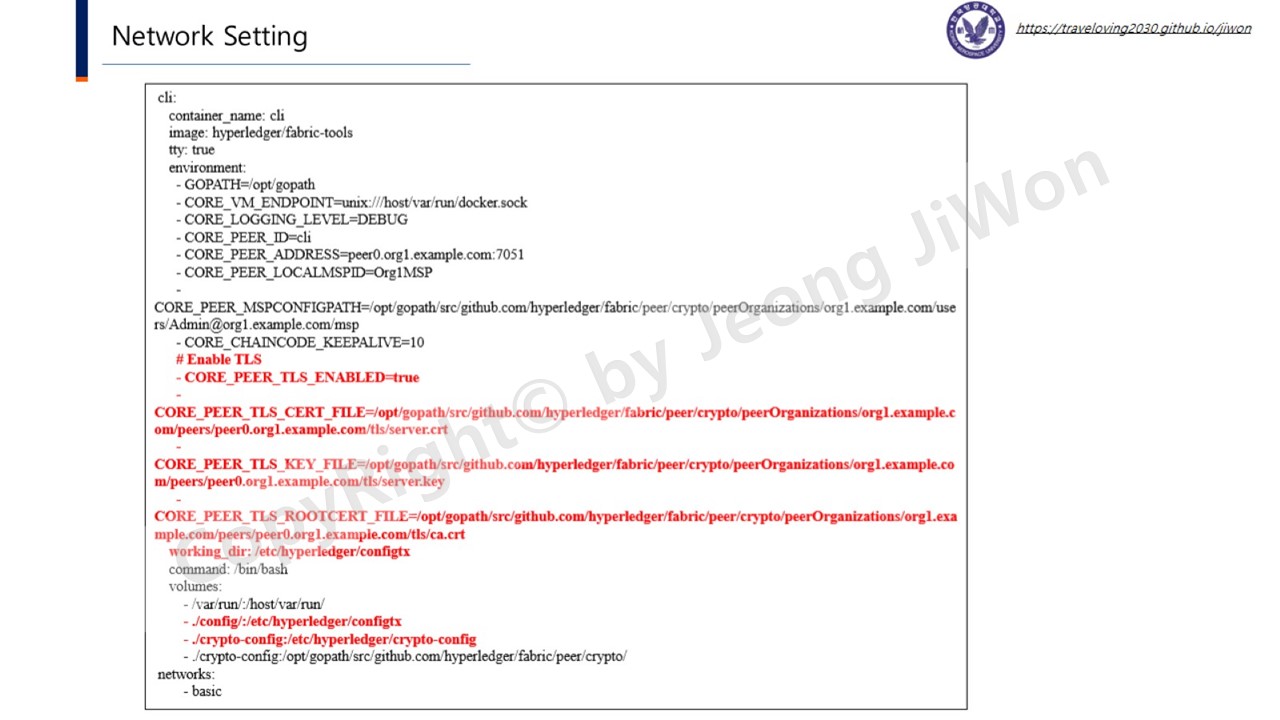 Network Setting
https://traveloving2030.github.io/jiwon
cli:
container_name: cli
image: hyperledger/fabric-tools
tty: true
environment:
- GOPATH=/opt/gopath
- CORE_VM_ENDPOINT=unix:///host/var/run/docker.sock
- CORE_LOGGING_LEVEL=DEBUG
- CORE_PEER_ID=cli
- CORE_PEER_ADDRESS=peer0.org1.example.com:7051
- CORE_PEER_LOCALMSPID=Org1MSP
-
CORE_PEER_MSPCONFIGPATH=/opt/gopath/src/github.com/hyperledger/fabric/peer/crypto/peerOrganizations/org1.example.com/use
rs/Admin@org1.example.com/msp
- CORE_CHAINCODE_KEEPALIVE=10
# Enable TLS
- CORE_PEER_TLS_ENABLED=true
-
CORE_PEER_TLS_CERT_FILE=/opt/gopath/src/github.com/hyperledger/fabric/peer/crypto/peerOrganizations/org1.example.c
om/peers/peer0.org1.example.com/tls/server.crt
-
CORE_PEER_TLS_KEY_FILE=/opt/gopath/src/github.com/hyperledger/fabric/peer/crypto/peerOrganizations/org1.example.co
m/peers/peer0.org1.example.com/tls/server.key
-
CORE_PEER_TLS_ROOTCERT_FILE=/opt/gopath/src/github.com/hyperledger/fabric/peer/crypto/peerOrganizations/org1.exa
mple.com/peers/peer0.org1.example.com/tls/ca.crt
working_dir: /etc/hyperledger/configtx
command: /bin/bash
volumes:
- /var/run/:/host/var/run/
- ./config/:/etc/hyperledger/configtx
- ./crypto-config:/etc/hyperledger/crypto-config
- ./crypto-config:/opt/gopath/src/github.com/hyperledger/fabric/peer/crypto/
networks:
- basic
CopyRight© by Jeong JiWon